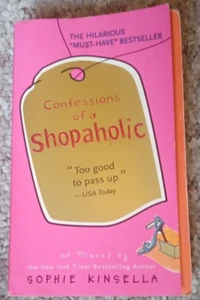 THE HILARIOUS
"MUST-HAVE" BESTSELLER
Confessions
of a
Shopaholic
"Too good
to pass up."
—USA Today
a novel by
the New York Times Bestselling Author
SOPHIE KINSELLA